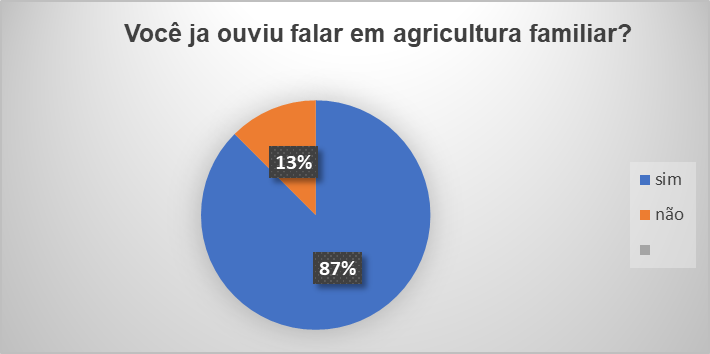 Você ja ouviu falar em agricultura familiar?
13%
87%
sim
não